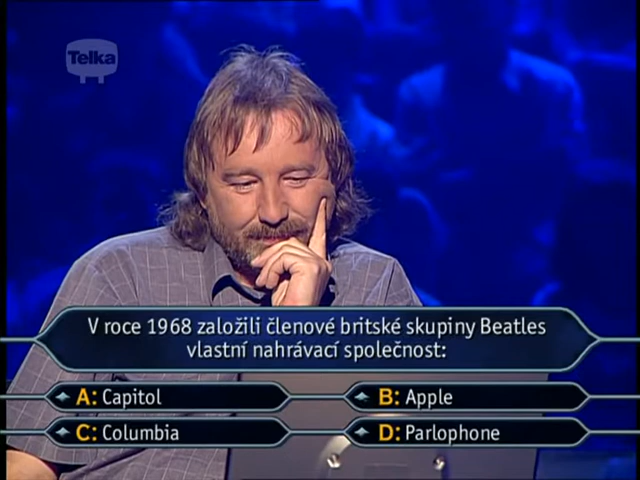 Telka
V roce 1968 založili členové britské skupiny Beatles
vlastní nahrávací společnost:
A: Capitol
B: Apple
C: Columbia
D: Parlophone